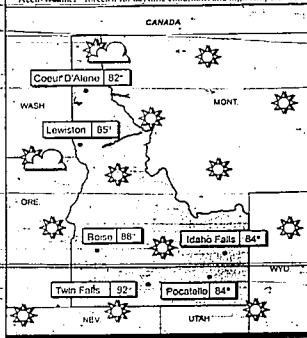 CANADA
Coeur D'Alene 82°
WASH
MONT.
Lewiston 85°
ORE.
Boise 88°
Idaho Falls 84°
WYO.
Twin Falls 92°
Pocatello 84°
NEV.
UTAH